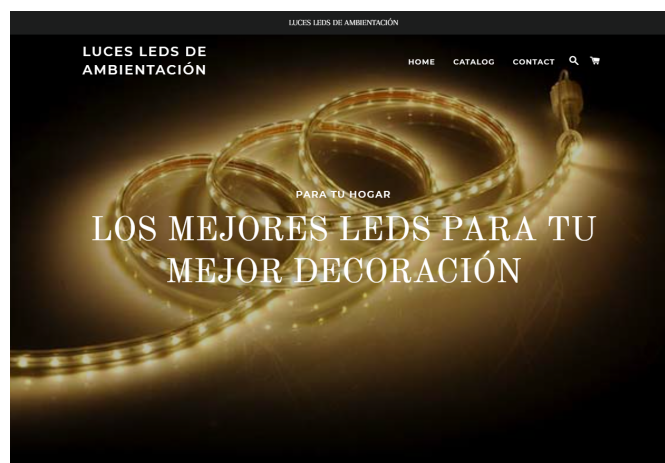 LUCES LEDS DE AMBIENTACIÓN
LUCES LEDS DE
AMBIENTACIÓN
HOME CATALOG CONTACT
PARA TU HOGAR
LOS MEJORES LEDS PARA TU
MEJOR DECORACIÓN